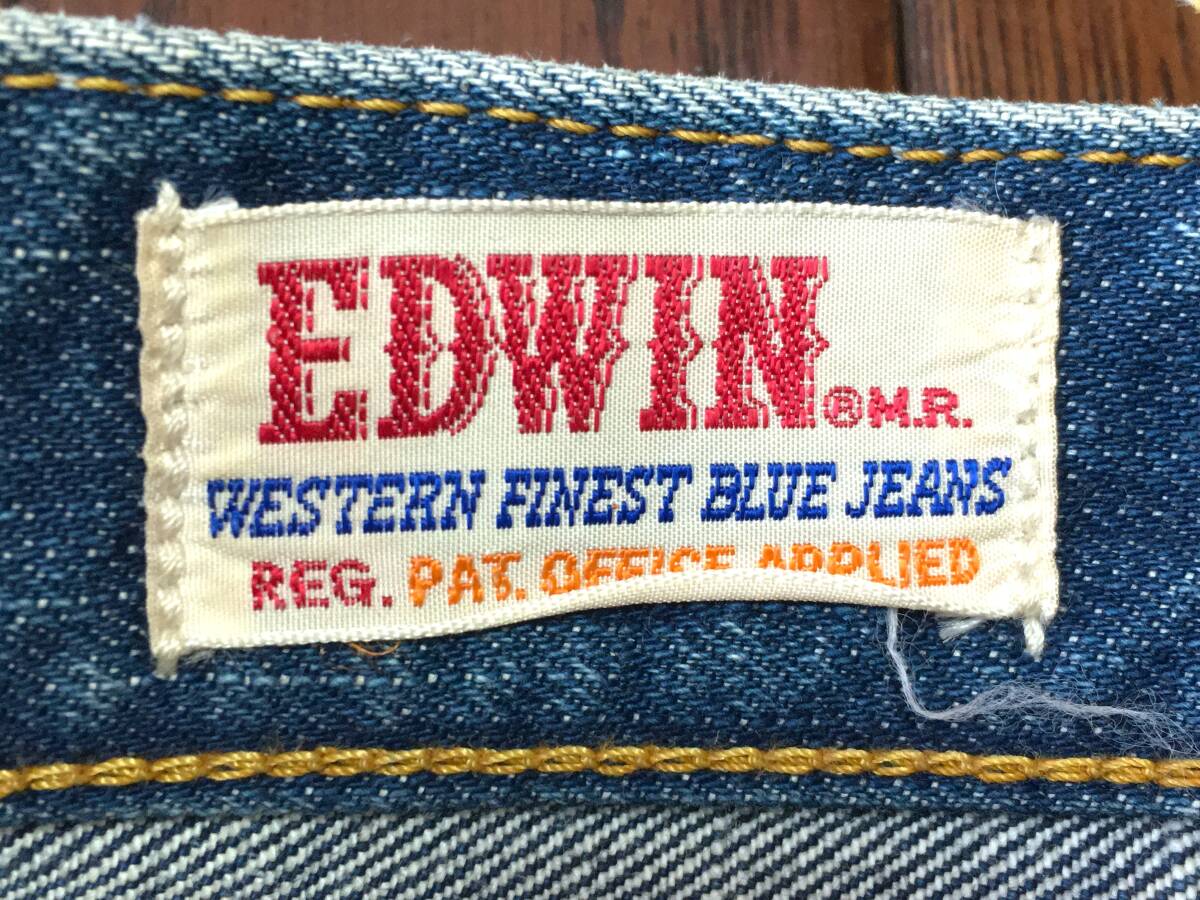 EDWIN®M.R.
WESTERN FINEST BLUE JEANS
REG. PAT. OFFICE APPLIED